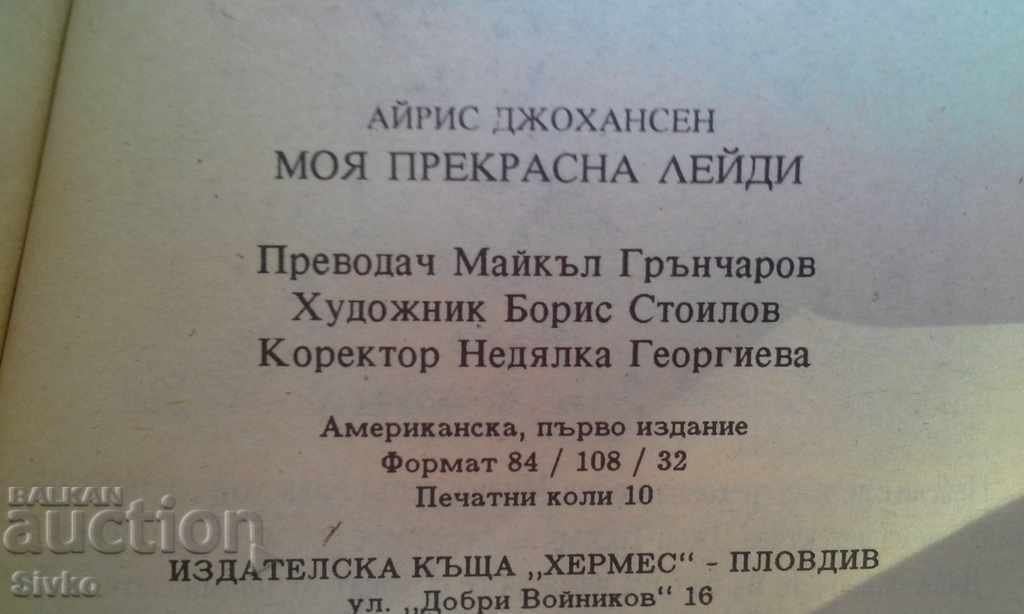 АЙРИС ДЖОХАНСЕН
МОЯ ПРЕКРАСНА ЛЕЙДИ
Преводач Майкъл Грънчаров
Художник Борис Стоилов
Коректор Недялка Георгиева
Американска, първо издание
Формат 84 / 108 / 32
Печатни коли 10
ИЗДАТЕЛСКА КЪЩА „ХЕРМЕС“ - ПЛОВДИВ
ул. „Добри Войников“ 16
BALKAN
auction
Sivko